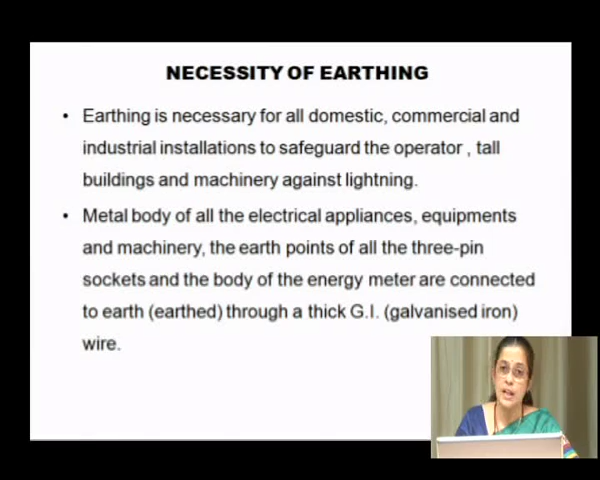 NECESSITY OF EARTHING
• Earthing is necessary for all domestic, commercial and
industrial installations to safeguard the operator , tall
buildings and machinery against lightning.
• Metal body of all the electrical appliances, equipments
and machinery, the earth points of all the three-pin
sockets and the body of the energy meter are connected
to earth (earthed) through a thick G.I. (galvanised iron)
wire.